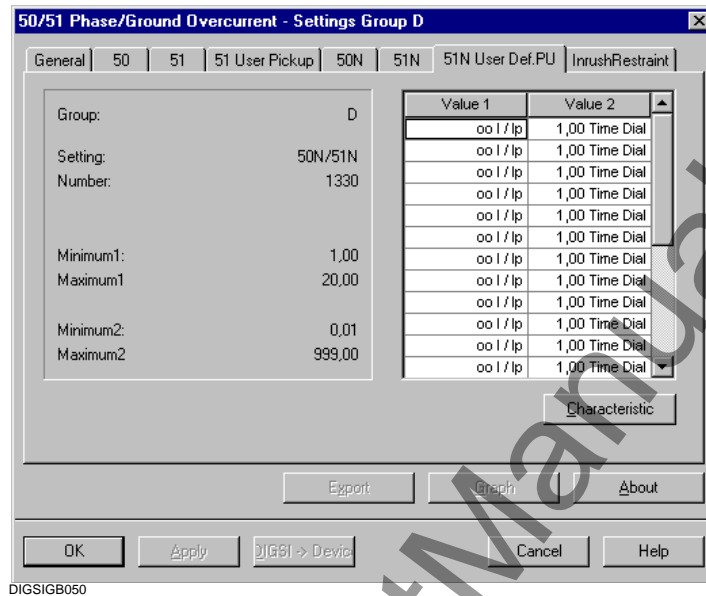 50/51 Phase/Ground Overcurrent - Settings Group D
General 50 51 51 User Pickup 50N 51N 51N User Def.PU InrushRestraint
Group: D
Setting: 50N/51N
Number: 1330
Minimum1: 1,00
Maximum1 20,00
Minimum2: 0,01
Maximum2 999,00
Value 1 Value 2
oo I / Ip 1,00 Time Dial
oo I / Ip 1,00 Time Dial
oo I / Ip 1,00 Time Dial
oo I / Ip 1,00 Time Dial
oo I / Ip 1,00 Time Dial
oo I / Ip 1,00 Time Dial
oo I / Ip 1,00 Time Dial
oo I / Ip 1,00 Time Dial
oo I / Ip 1,00 Time Dial
oo I / Ip 1,00 Time Dial
oo I / Ip 1,00 Time Dial
oo I / Ip 1,00 Time Dial
Characteristic
Export Graph About
OK Apply DIGSI -> Devic Cancel Help
DIGSIGB050